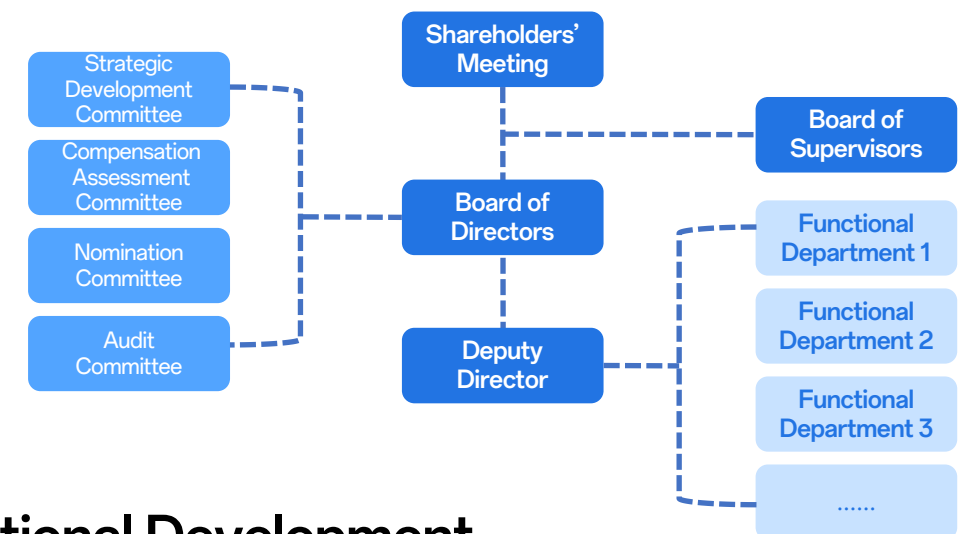 Shareholders’
Meeting
Strategic
Development
Committee
Compensation
Assessment
Committee
Nomination
Committee
Audit
Committee
Board of
Directors
Deputy
Director
Board of
Supervisors
Functional
Department 1
Functional
Department 2
Functional
Department 3
......
Development